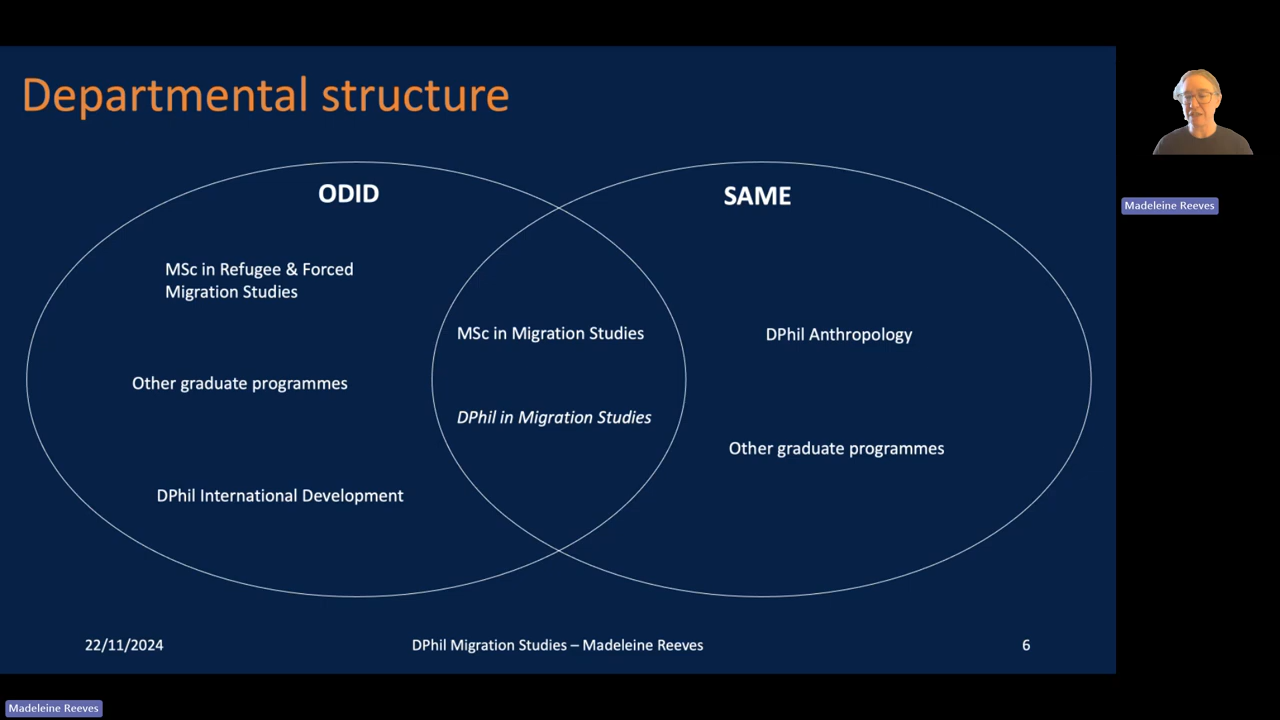 Departmental structure
ODID
SAME
MSc in Refugee & Forced
Migration Studies
Other graduate programmes
DPhil International Development
MSc in Migration Studies
DPhil in Migration Studies
DPhil Anthropology
Other graduate programmes
22/11/2024
DPhil Migration Studies – Madeleine Reeves
6
Madeleine Reeves
Madeleine Reeves